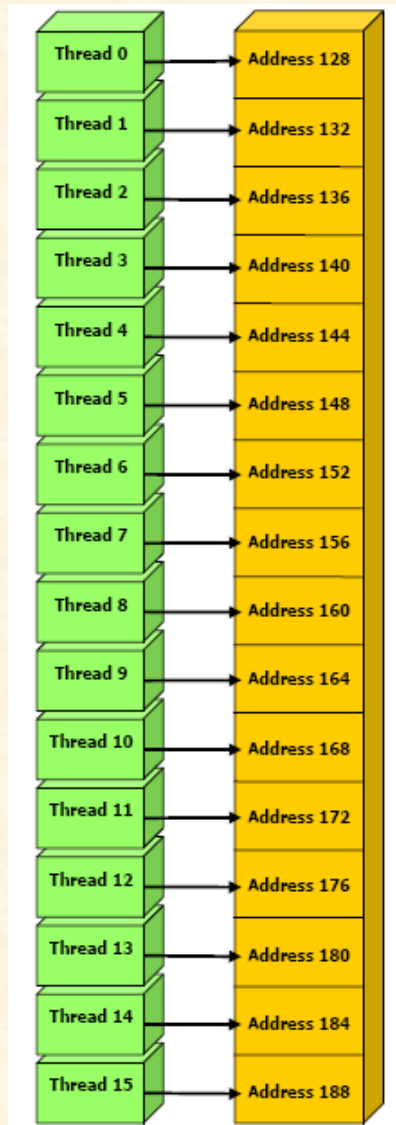 Thread 0 Address 128
Thread 1 Address 132
Thread 2 Address 136
Thread 3 Address 140
Thread 4 Address 144
Thread 5 Address 148
Thread 6 Address 152
Thread 7 Address 156
Thread 8 Address 160
Thread 9 Address 164
Thread 10 Address 168
Thread 11 Address 172
Thread 12 Address 176
Thread 13 Address 180
Thread 14 Address 184
Thread 15 Address 188